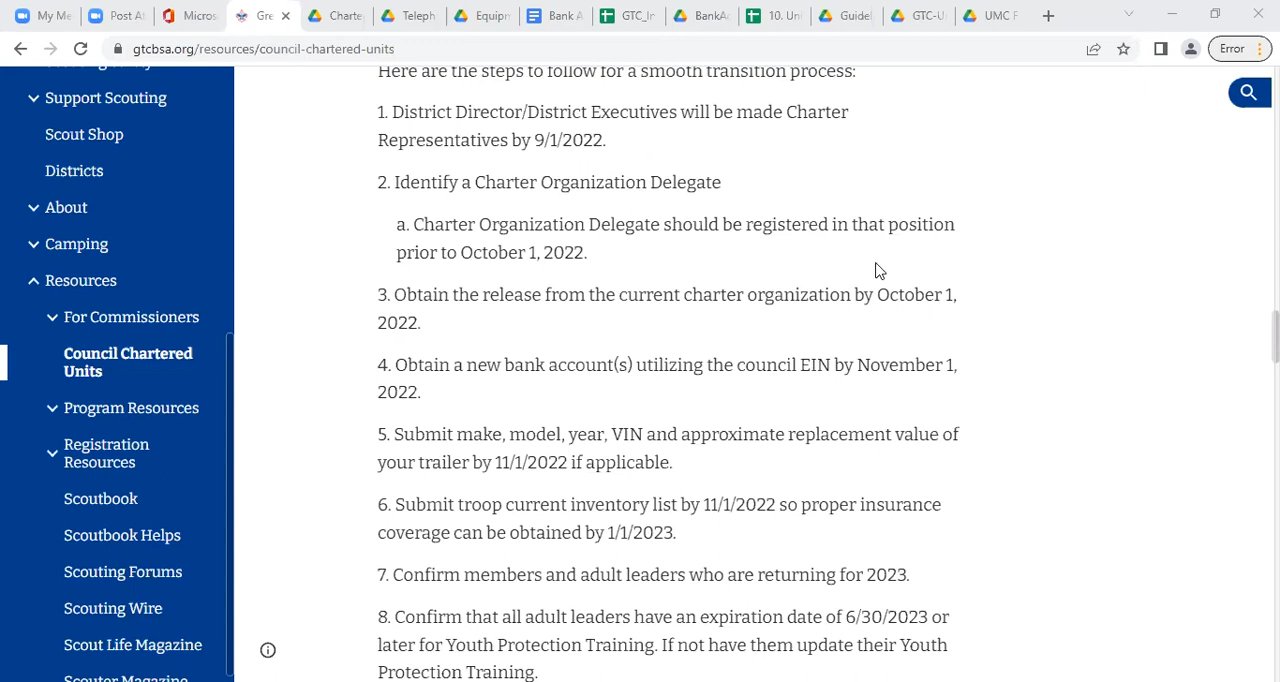 My Me
Post At
Micros
Gre
Charte
Teleph
Equipm
Bank A
GTC_In
BankAc
10. Uni
Guidel
GTC-U
UMC F
gtcbsa.org/resources/council-chartered-units
Error
Support Scouting
Scout Shop
Districts
About
Camping
Resources
For Commissioners
Council Chartered
Units
Program Resources
Registration
Resources
Scoutbook
Scoutbook Helps
Scouting Forums
Scouting Wire
Scout Life Magazine
Scouter Magazine
Here are the steps to follow for a smooth transition process:
1. District Director/District Executives will be made Charter
Representatives by 9/1/2022.
2. Identify a Charter Organization Delegate
a. Charter Organization Delegate should be registered in that position
prior to October 1, 2022.
3. Obtain the release from the current charter organization by October 1,
2022.
4. Obtain a new bank account(s) utilizing the council EIN by November 1,
2022.
5. Submit make, model, year, VIN and approximate replacement value of
your trailer by 11/1/2022 if applicable.
6. Submit troop current inventory list by 11/1/2022 so proper insurance
coverage can be obtained by 1/1/2023.
7. Confirm members and adult leaders who are returning for 2023.
8. Confirm that all adult leaders have an expiration date of 6/30/2023 or
later for Youth Protection Training. If not have them update their Youth
Protection Training.